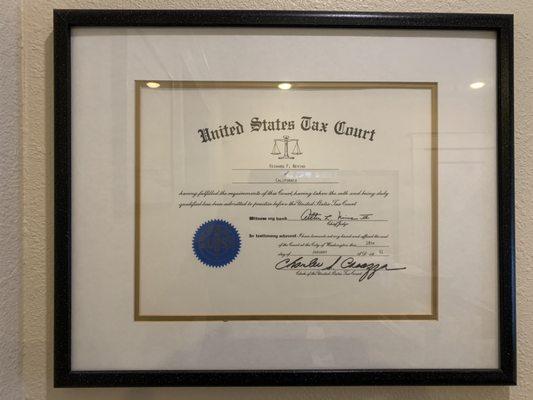 United States Tax Court
California
having fulfilled the requirements of this Court, having taken the oath and being duly
qualified has been admitted to practice before the United States Tax Court
Witness my hand
Chief Judge
In testimony whereof I have hereunto set my hand and affixed the seal
of the Court at the City of Washington this
day of January
Charles S. Casazza
Clerk of the United States Tax Court